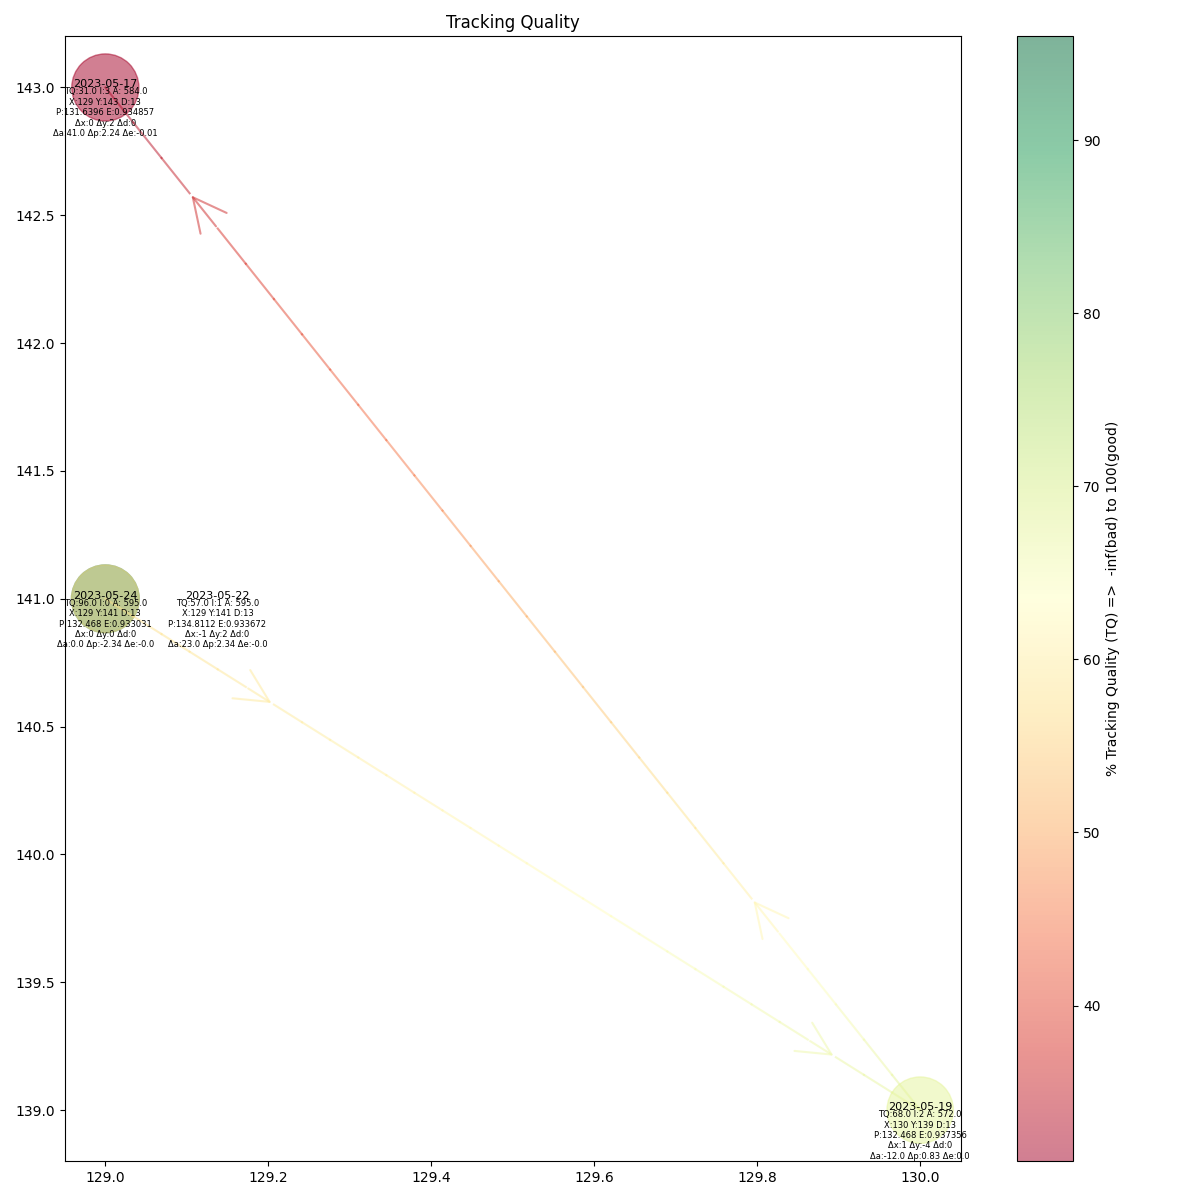 Tracking Quality
143.0
142.5
142.0
141.5
141.0
140.5
140.0
139.5
139.0
2023-05-17
TQ:31.0 I:3 A: 584.0
X:129 Y:143 D:13
P:131.6396 E:0.934857
Δx:0 Δy:2 Δd:0
Δa:41.0 Δp:2.24 Δe:-0.01
2023-05-24
TQ:96.0 I:0 A: 595.0
X:129 Y:141 D:13
P:132.468 E:0.933031
Δx:0 Δy:0 Δd:0
Δa:0.0 Δp:-2.34 Δe:-0.0
2023-05-22
TQ:57.0 I:1 A: 595.0
X:129 Y:141 D:13
P:134.8112 E:0.933672
Δx:-1 Δy:2 Δd:0
Δa:23.0 Δp:2.34 Δe:-0.0
2023-05-19
TQ:68.0 I:2 A: 572.0
X:130 Y:139 D:13
P:132.468 E:0.937356
Δx:1 Δy:-4 Δd:0
Δa:-12.0 Δp:0.83 Δe:0.0
129.0
129.2
129.4
129.6
129.8
130.0
90
80
70
60
50
40
% Tracking Quality (TQ) => -inf(bad) to 100(good)